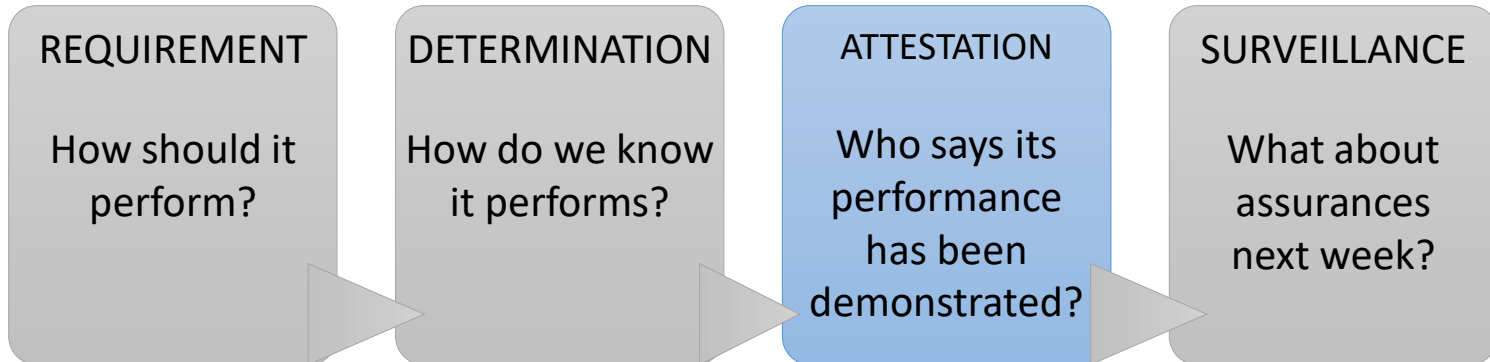 REQUIREMENT
How should it
perform?
DETERMINATION
How do we know
it performs?
ATTESTATION
Who says its
performance
has been
demonstrated?
SURVEILLANCE
What about
assurances
next week?